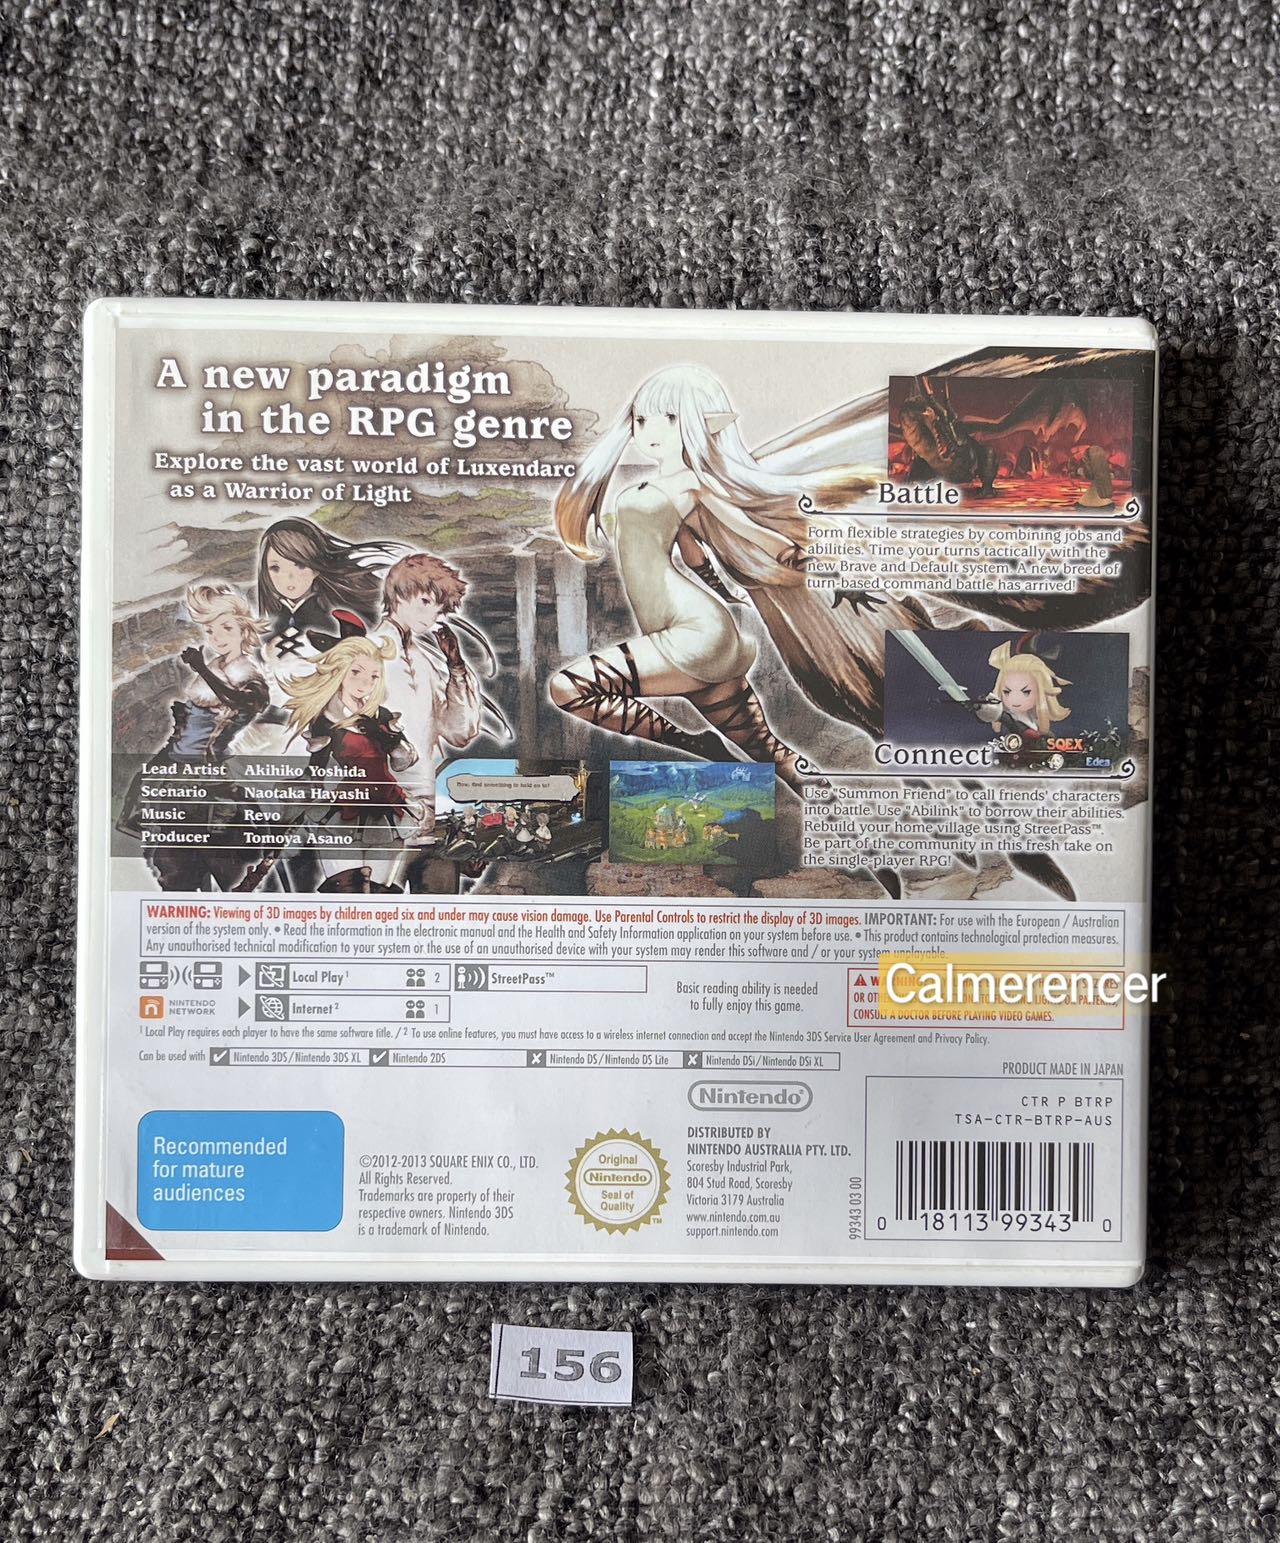 A new paradigm
in the RPG genre
Explore the vast world of Luxendarc
as a Warrior of Light
Battle
Form flexible strategies by combining jobs and
abilities. Time your turns tactically with the
new Brave and Default system. A new breed of
turn-based command battle has arrived!
SQEX
Edea
Connect
Use "Summon Friend" to call friends' characters
into battle. Use "Abilink" to borrow their abilities.
Rebuild your home village using StreetPass™.
Be part of the community in this fresh take on
the single-player RPG!
Lead Artist Akihiko Yoshida
Scenario Naotaka Hayashi
Music Revo
Producer Tomoya Asano
Now, find something to hold on to!
WARNING: Viewing of 3D images by children aged six and under may cause vision damage. Use Parental Controls to restrict the display of 3D images. IMPORTANT: For use with the European / Australian
version of the system only. • Read the information in the electronic manual and the Health and Safety Information application on your system before use. • This product contains technological protection measures.
Any unauthorised technical modification to your system or the use of an unauthorised device with your system may render this software and / or your system unplayable.
Local Play¹ 2 StreetPass™
NINTENDO
NETWORK
Internet² 1
Basic reading ability is needed
to fully enjoy this game.
Calmerencer
CONSULT A DOCTOR BEFORE PLAYING VIDEO GAMES.
¹ Local Play requires each player to have the same software title. / ² To use online features, you must have access to a wireless internet connection and accept the Nintendo 3DS Service User Agreement and Privacy Policy.
Can be used with Nintendo 3DS/Nintendo 3DS XL Nintendo 2DS Nintendo DS/Nintendo DS Lite Nintendo DSi/Nintendo DSi XL
PRODUCT MADE IN JAPAN
Recommended
for mature
audiences
©2012-2013 SQUARE ENIX CO., LTD.
All Rights Reserved.
Trademarks are property of their
respective owners. Nintendo 3DS
is a trademark of Nintendo.
Original
Nintendo
Seal of
Quality
™
Nintendo®
DISTRIBUTED BY
NINTENDO AUSTRALIA PTY. LTD.
Scoresby Industrial Park,
804 Stud Road, Scoresby
Victoria 3179 Australia
www.nintendo.com.au
support.nintendo.com
CTR P BTRP
TSA-CTR-BTRP-AUS
99343 03 00
0 18113 99343 0
156